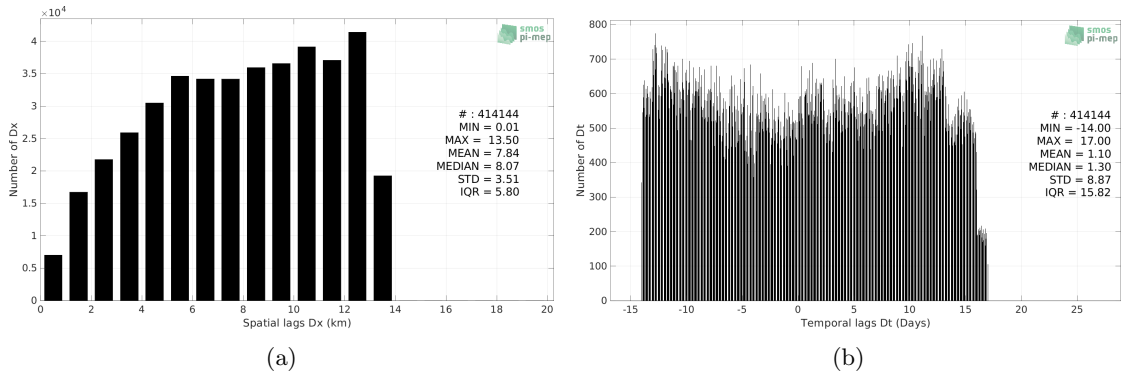 ×10⁴
4
3.5
3
2.5
2
1.5
1
0.5
0
0 2 4 6 8 10 12 14 16 18 20
Number of Dx
Spatial lags Dx (km)
smos
pi-mep
# : 414144
MIN = 0.01
MAX = 13.50
MEAN = 7.84
MEDIAN = 8.07
STD = 3.51
IQR = 5.80
(a)
800
700
600
500
400
300
200
100
0
-15 -10 -5 0 5 10 15 20 25
Number of Dt
Temporal lags Dt (Days)
smos
pi-mep
# : 414144
MIN = -14.00
MAX = 17.00
MEAN = 1.10
MEDIAN = 1.30
STD = 8.87
IQR = 15.82
(b)